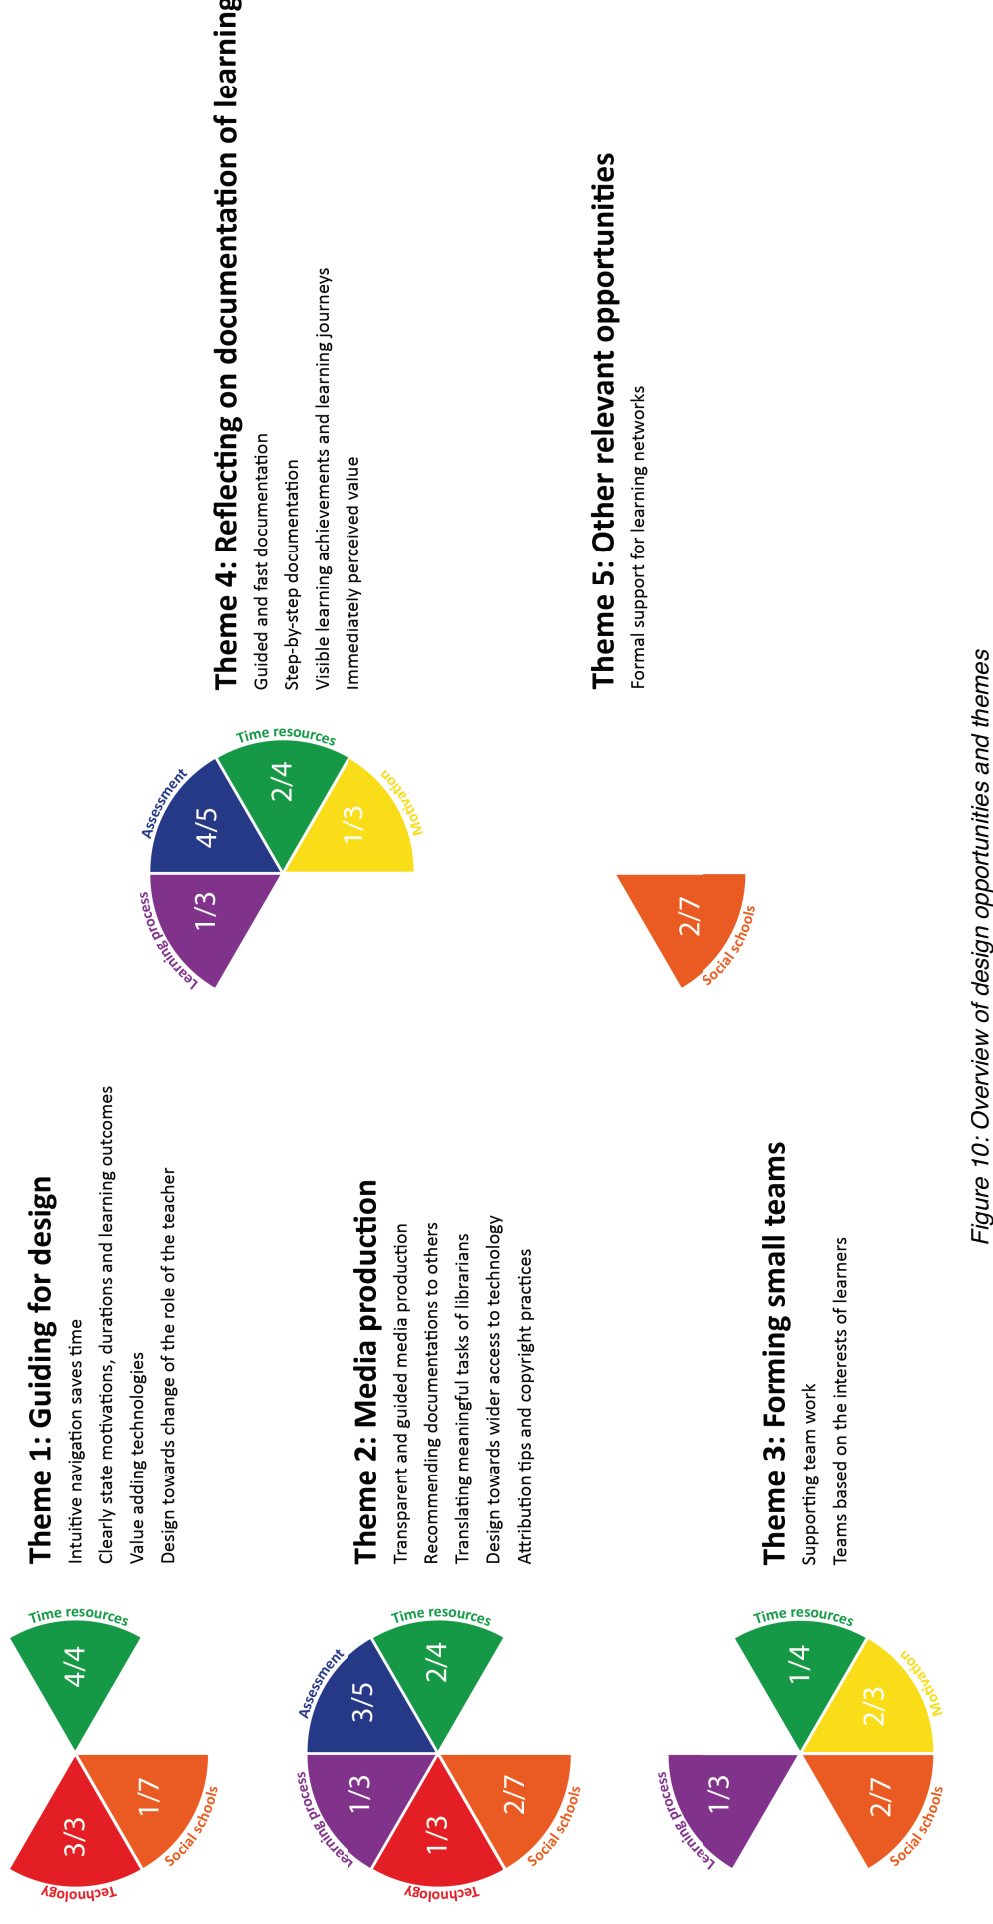 Theme 1: Guiding for design
Intuitive navigation saves time
Clearly state motivations, durations and learning outcomes
Value adding technologies
Design towards change of the role of the teacher
Time resources
4/4
3/3
Technology
1/7
Social schools
Theme 2: Media production
Transparent and guided media production
Recommending documentations to others
Translating meaningful tasks of librarians
Design towards wider access to technology
Attribution tips and copyright practices
Assessment
3/5
Time resources
2/4
Learning process
1/3
Technology
1/3
Social schools
2/7
Theme 3: Forming small teams
Supporting team work
Teams based on the interests of learners
Time resources
1/4
Motivation
2/3
Learning process
1/3
Social schools
2/7
Theme 4: Reflecting on documentation of learning
Guided and fast documentation
Step-by-step documentation
Visible learning achievements and learning journeys
Immediately perceived value
Assessment
4/5
Time resources
2/4
Motivation
1/3
Learning process
1/3
Theme 5: Other relevant opportunities
Formal support for learning networks
2/7
Social schools
Figure 10: Overview of design opportunities and themes